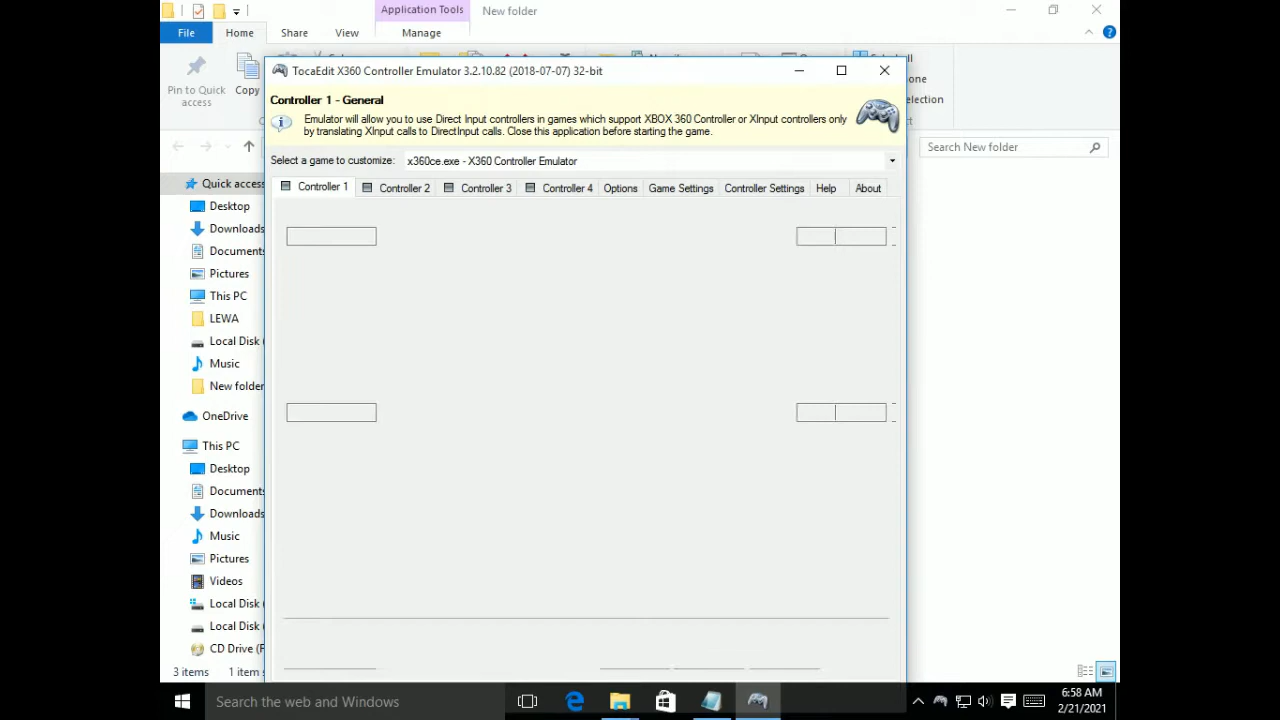 Application Tools
New folder
File
Home
Share
View
Manage
Pin to Quick
access
Copy
TocaEdit X360 Controller Emulator 3.2.10.82 (2018-07-07) 32-bit
Controller 1 - General
Emulator will allow you to use Direct Input controllers in games which support XBOX 360 Controller or XInput controllers only
by translating XInput calls to DirectInput calls. Close this application before starting the game.
Select a game to customize:
x360ce.exe - X360 Controller Emulator
Controller 1
Controller 2
Controller 3
Controller 4
Options
Game Settings
Controller Settings
Help
About
Search New folder
Quick access
Desktop
Downloads
Documents
Pictures
This PC
LEWA
Local Disk (
Music
New folder
OneDrive
This PC
Desktop
Documents
Downloads
Music
Pictures
Videos
Local Disk (
Local Disk (
CD Drive (F
3 items
1 item s
Search the web and Windows
6:58 AM
2/21/2021